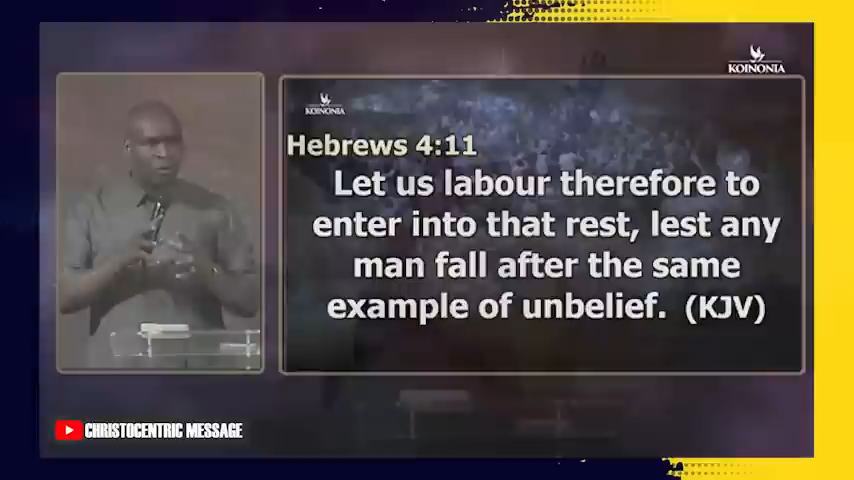 KOINONIA
KOINONIA
Hebrews 4:11
Let us labour therefore to
enter into that rest, lest any
man fall after the same
example of unbelief. (KJV)
CHRISTOCENTRIC MESSAGE